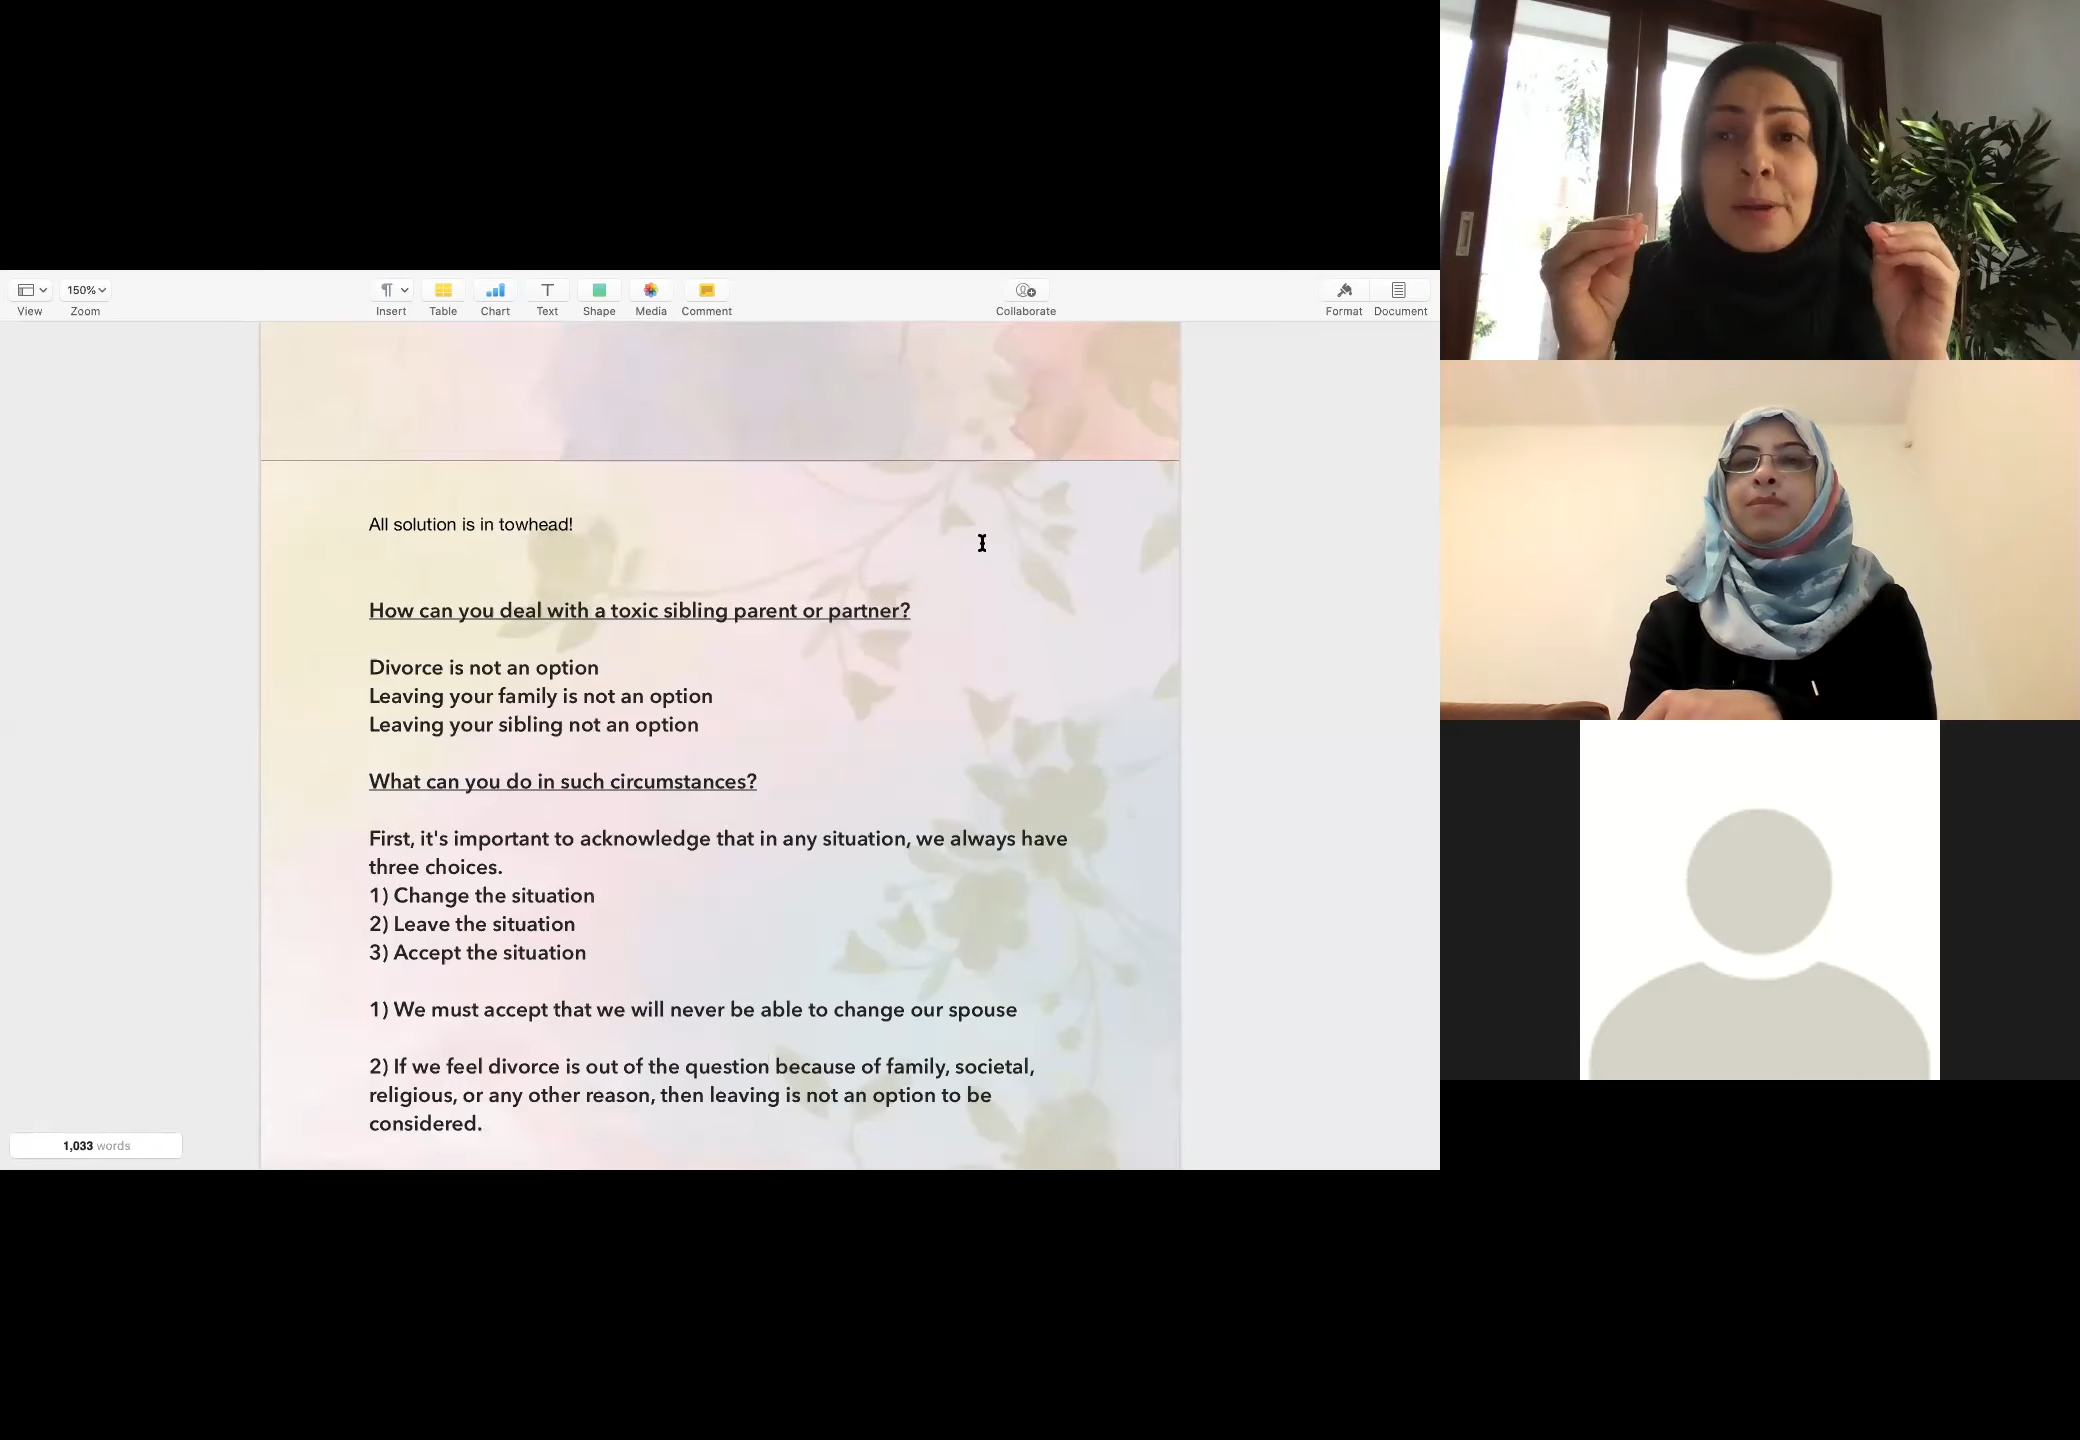 150%
View
Zoom
Insert
Table
Chart
Text
Shape
Media
Comment
Collaborate
Format
Document
All solution is in towhead!
How can you deal with a toxic sibling parent or partner?
Divorce is not an option
Leaving your family is not an option
Leaving your sibling not an option
What can you do in such circumstances?
First, it's important to acknowledge that in any situation, we always have
three choices.
1) Change the situation
2) Leave the situation
3) Accept the situation
1) We must accept that we will never be able to change our spouse
2) If we feel divorce is out of the question because of family, societal,
religious, or any other reason, then leaving is not an option to be
considered.
1,033 words